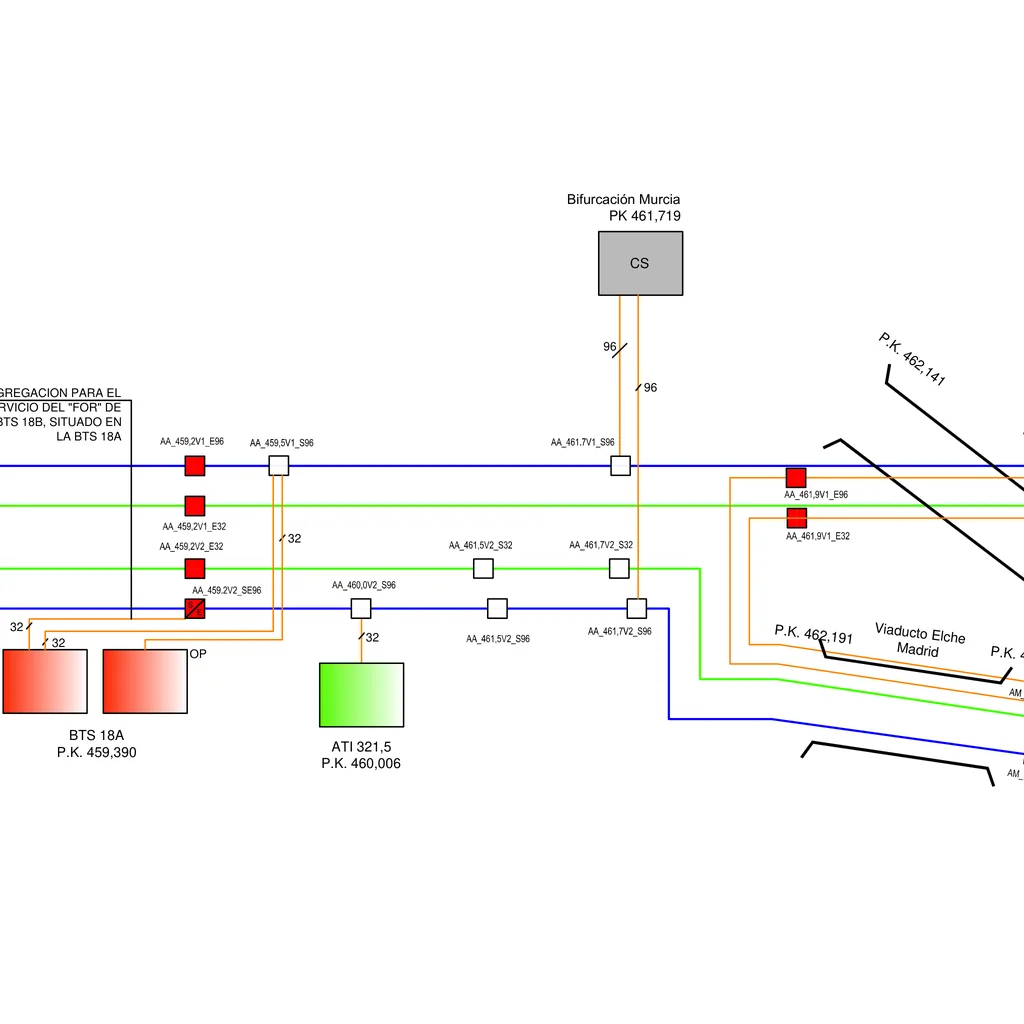 Bifurcación Murcia
PK 461,719
CS
96
96
P.K. 462,141
GREGACION PARA EL
RVICIO DEL "FOR" DE
BTS 18B, SITUADO EN
LA BTS 18A
AA_459,2V1_E96
AA_459,5V1_S96
AA_461.7V1_S96
AA_461,9V1_E96
AA_459,2V1_E32
AA_461,9V1_E32
32
AA_459,2V2_E32
AA_461,5V2_S32
AA_461,7V2_S32
AA_459.2V2_SE96
AA_460,0V2_S96
S
E
AA_461,5V2_S96
AA_461,7V2_S96
32
32
32
OP
P.K. 462,191
Viaducto Elche
Madrid
P.K. 4
AM_
BTS 18A
P.K. 459,390
ATI 321,5
P.K. 460,006
AM_